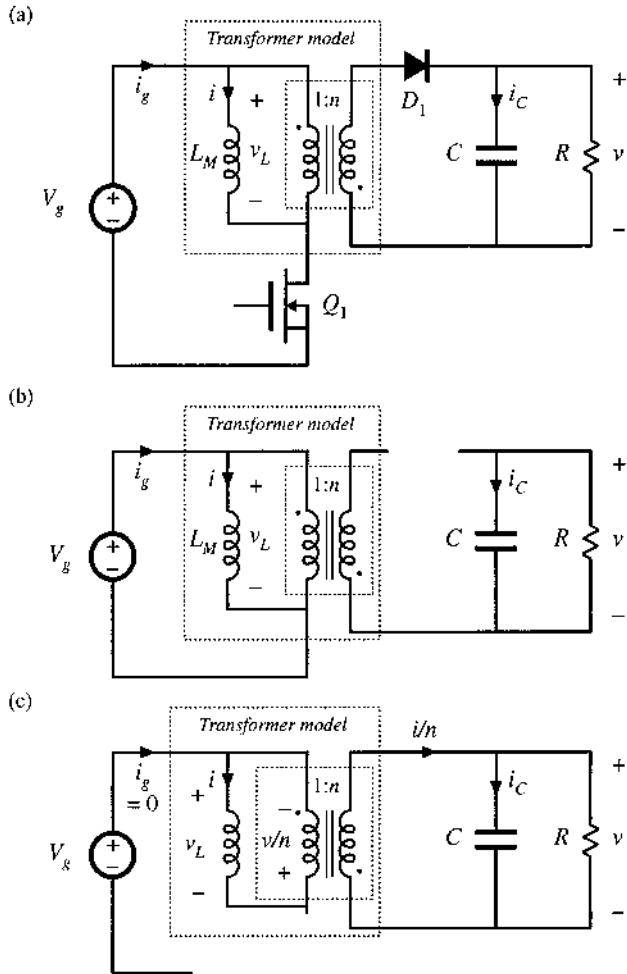 (a)
Transformer model
i_g
i
+
1:n
D_1
i_C
+
L_M
v_L
C
R
v
V_g
+
−
−
−
Q_1
(b)
Transformer model
i_g
i
+
1:n
i_C
+
L_M
v_L
C
R
v
V_g
+
−
−
−
(c)
Transformer model
i/n
i_g
= 0
i
+
1:n
i_C
+
−
v_L
v/n
C
R
v
V_g
+
−
−
+
−